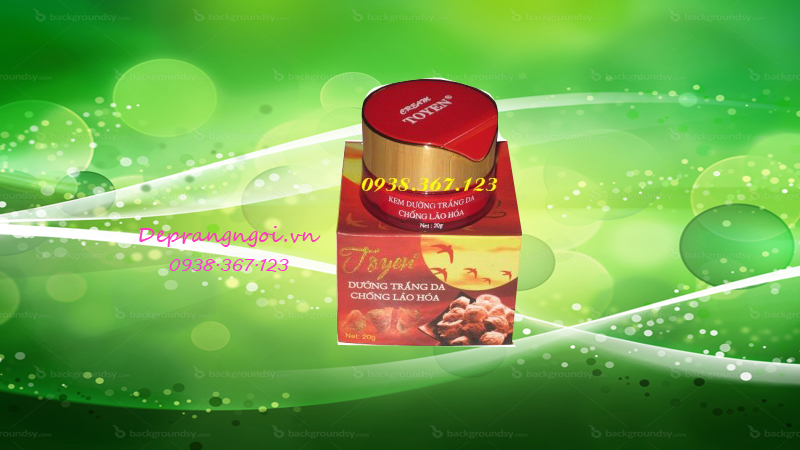 CREAM
TOYEN®
0938.367.123
KEM DƯỠNG TRẮNG DA
CHỐNG LÃO HÓA
Net : 20g
Deprangngoi.vn
0938.367.123
Tôyen
DƯỠNG TRẮNG DA
CHỐNG LÃO HÓA
Net: 20g
backgroundsy.com